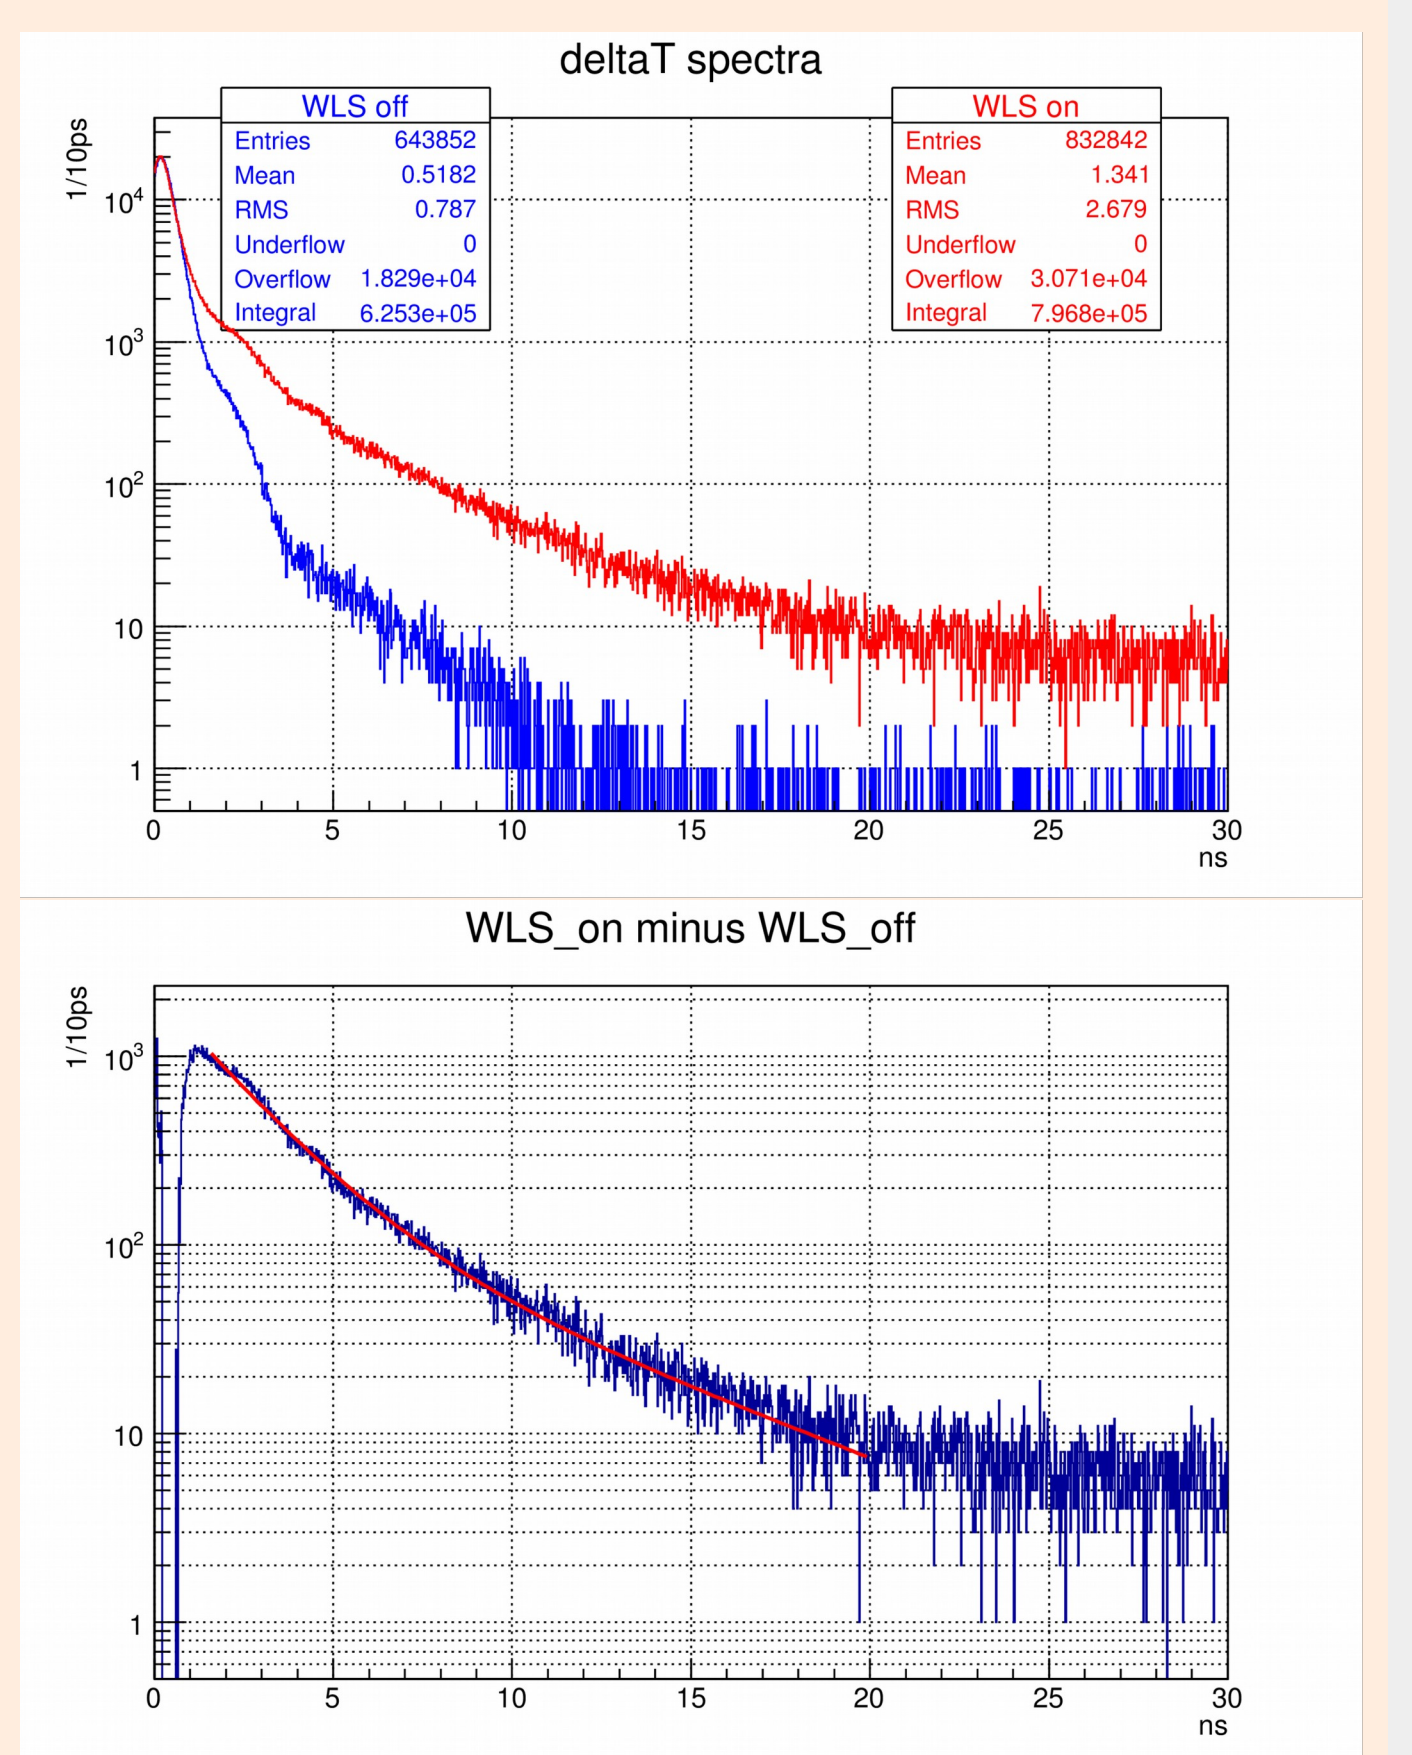 deltaT spectra
WLS off
Entries 643852
Mean 0.5182
RMS 0.787
Underflow 0
Overflow 1.829e+04
Integral 6.253e+05
WLS on
Entries 832842
Mean 1.341
RMS 2.679
Underflow 0
Overflow 3.071e+04
Integral 7.968e+05
1/10ps
10⁴
10³
10²
10
1
0 5 10 15 20 25 30
ns
WLS_on minus WLS_off
1/10ps
10³
10²
10
1
0 5 10 15 20 25 30
ns